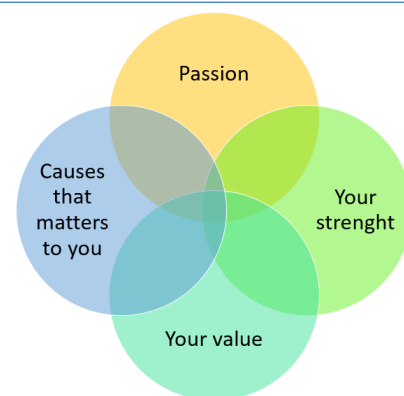 Passion
Causes
that
matters
to you
Your
strenght
Your value